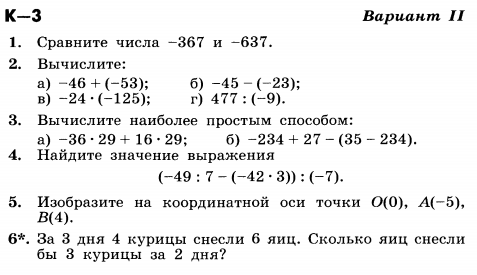 К—3 Вариант II
1. Сравните числа –367 и –637.
2. Вычислите:
а) –46 + (–53); б) –45 – (–23);
в) –24 · (–125); г) 477 : (–9).
3. Вычислите наиболее простым способом:
а) –36 · 29 + 16 · 29; б) –234 + 27 – (35 – 234).
4. Найдите значение выражения
(–49 : 7 – (–42 · 3)) : (–7).
5. Изобразите на координатной оси точки O(0), A(–5),
B(4).
6*. За 3 дня 4 курицы снесли 6 яиц. Сколько яиц снесли
бы 3 курицы за 2 дня?